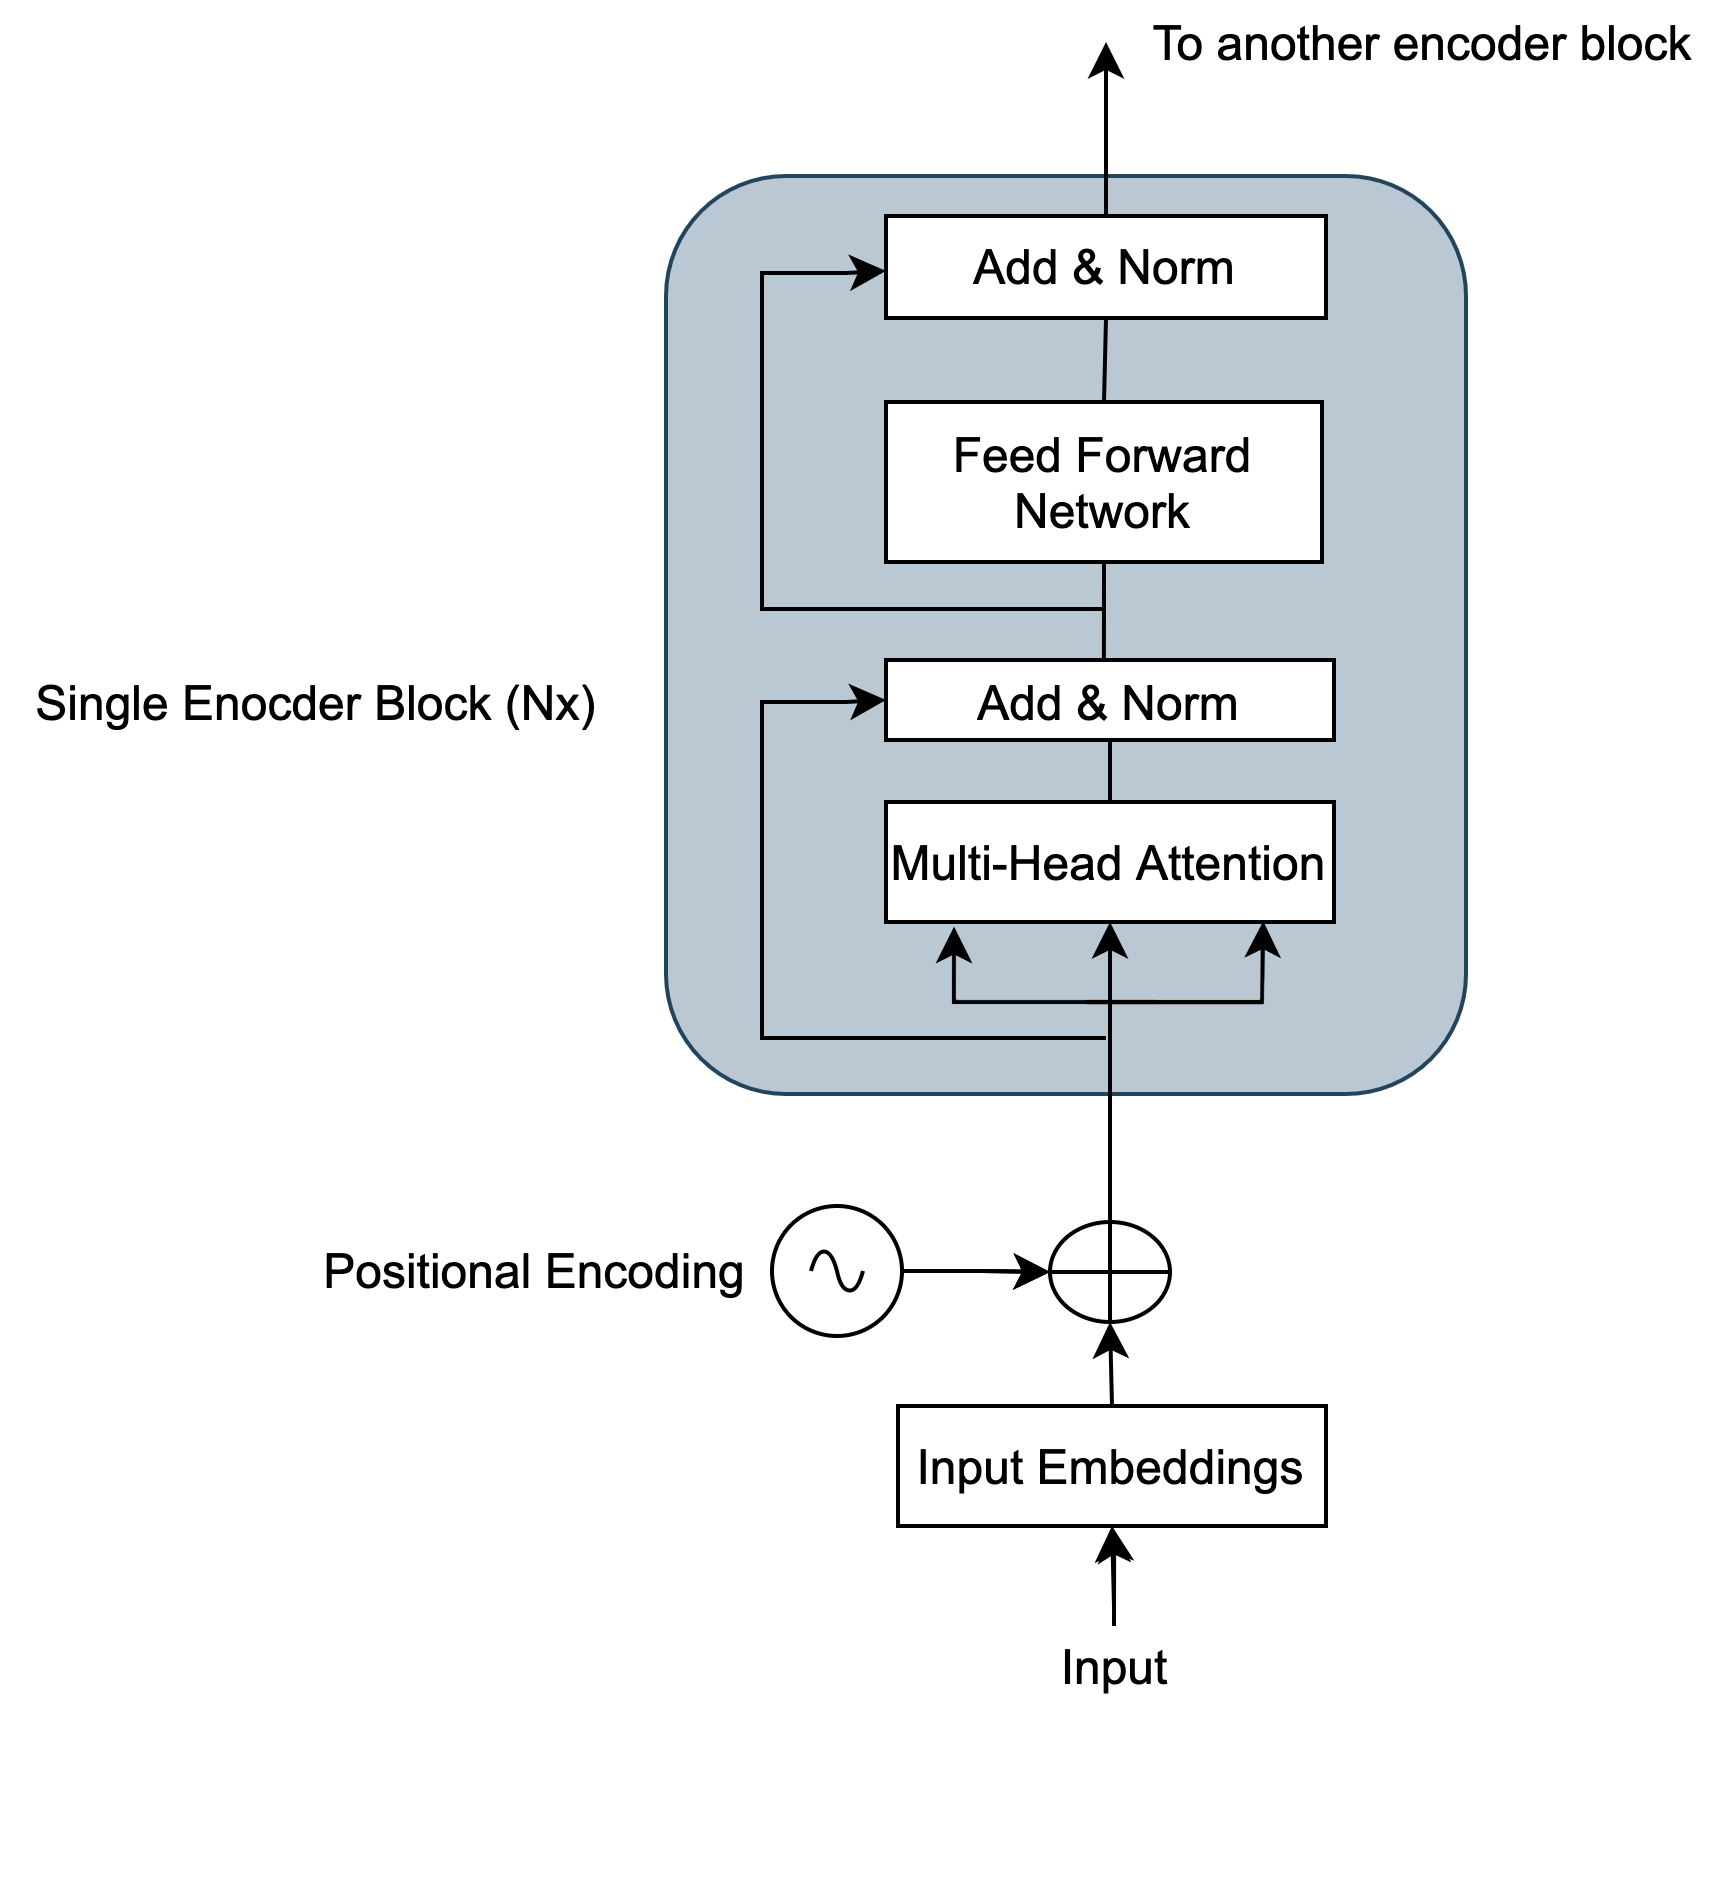 To another encoder block
Add & Norm
Feed Forward
Network
Single Enocder Block (Nx)
Add & Norm
Multi-Head Attention
Positional Encoding
Input Embeddings
Input